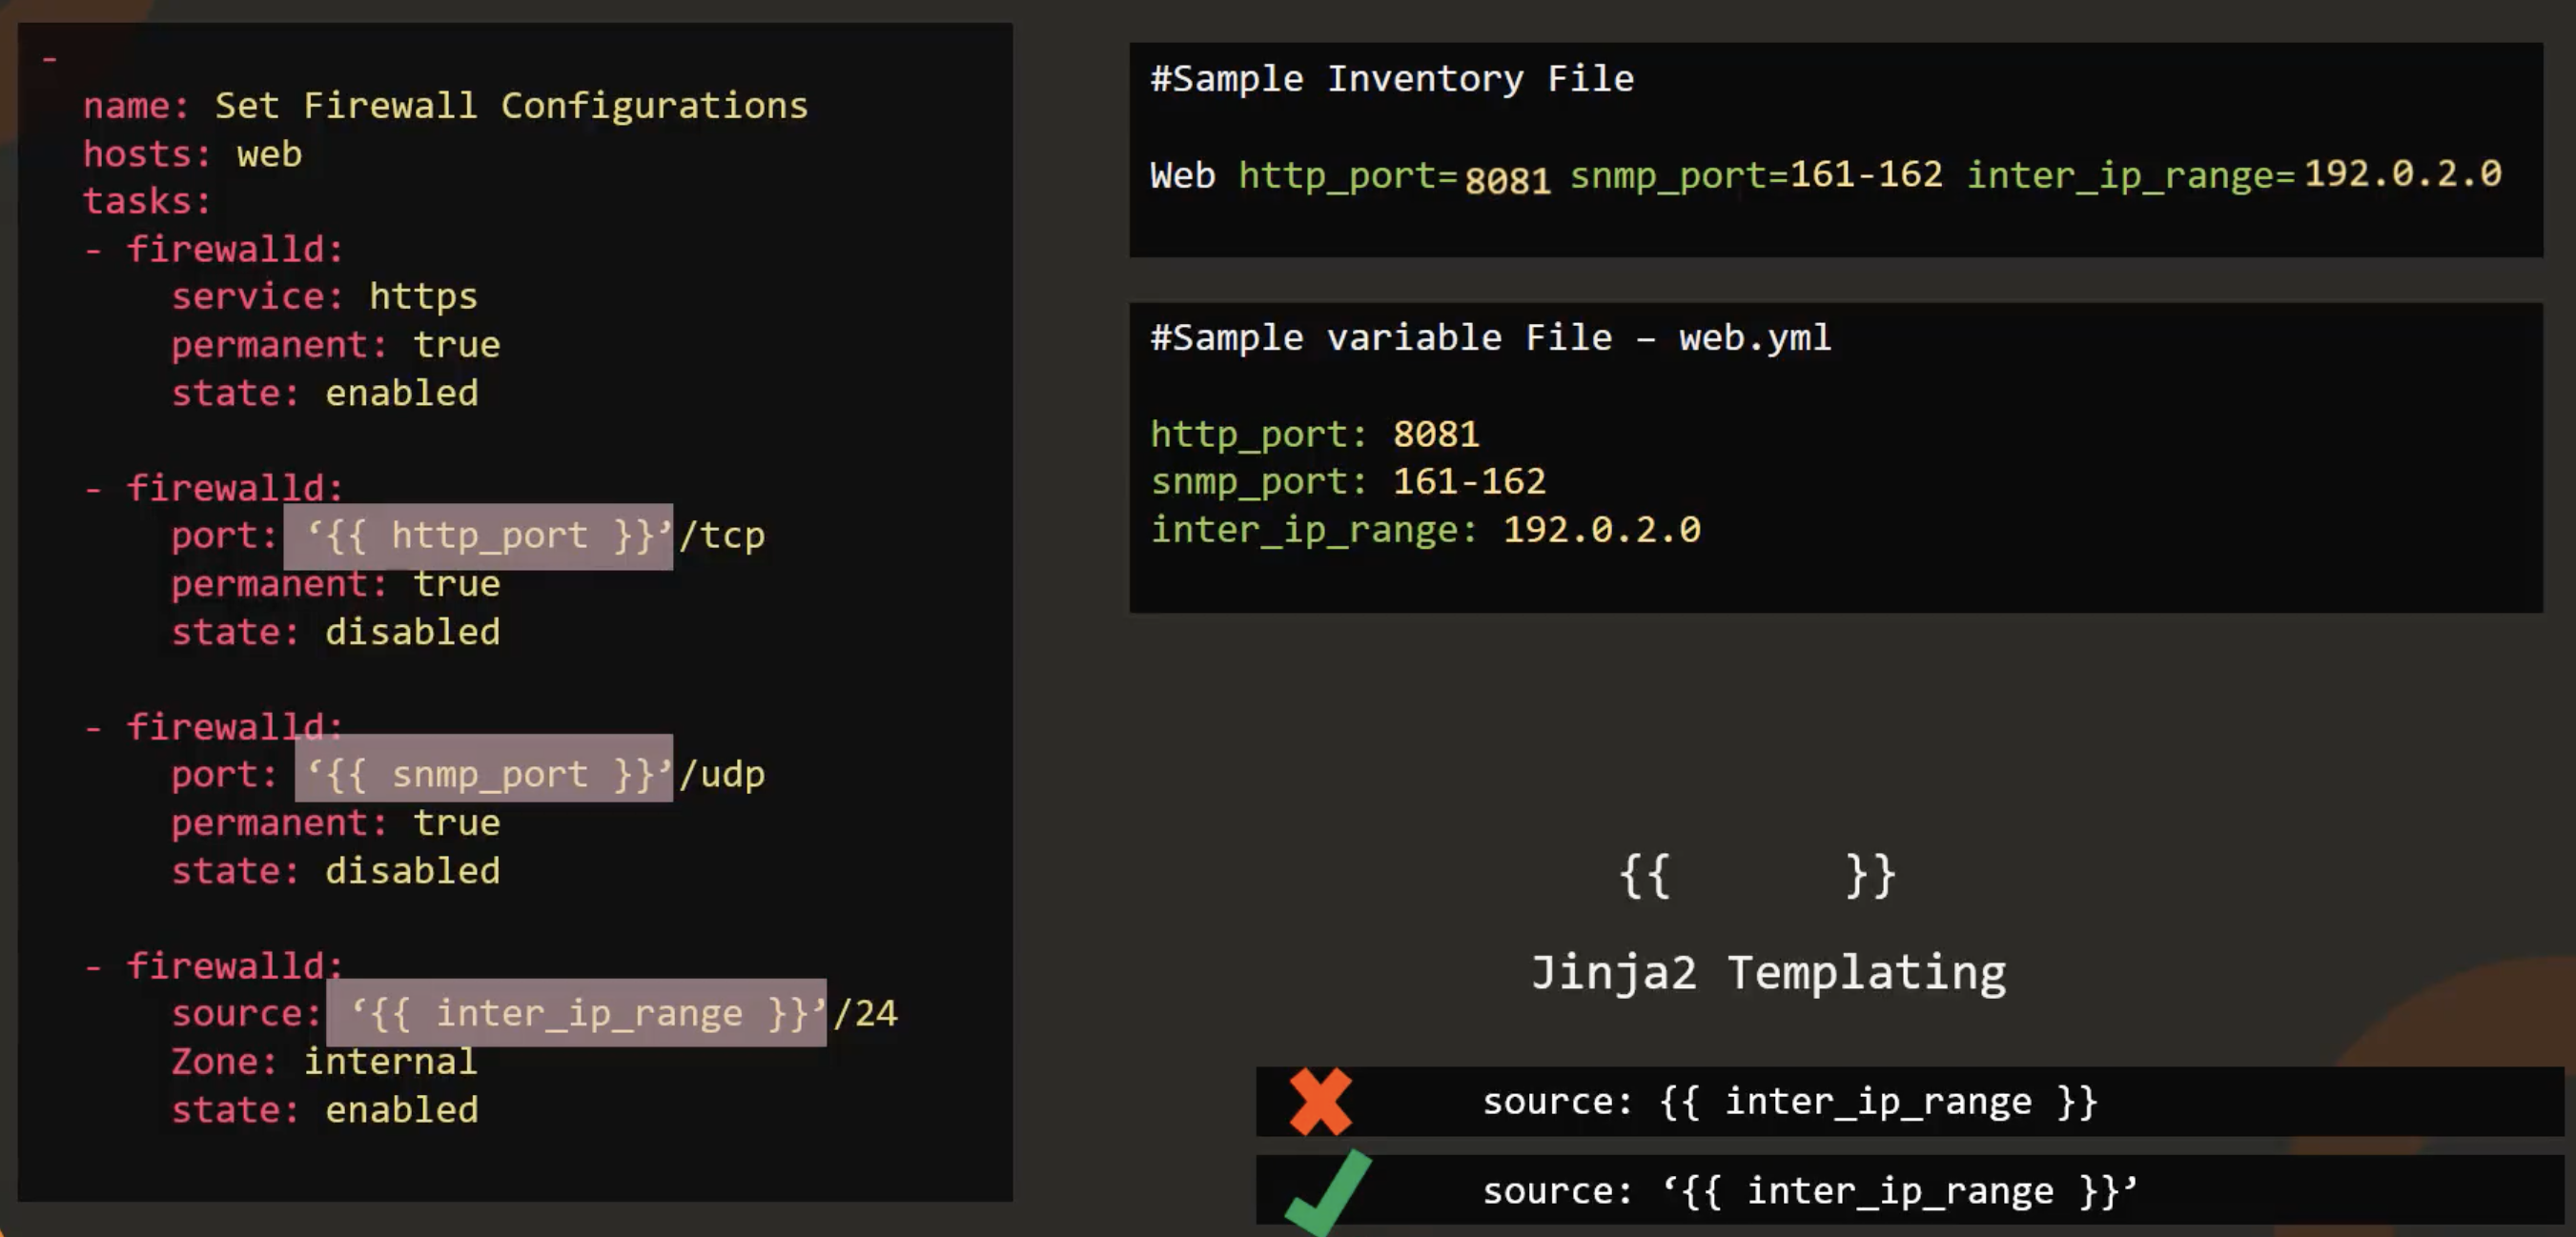 -
name: Set Firewall Configurations
hosts: web
tasks:
- firewalld:
service: https
permanent: true
state: enabled
- firewalld:
port: ‘{{ http_port }}’/tcp
permanent: true
state: disabled
- firewalld:
port: ‘{{ snmp_port }}’/udp
permanent: true
state: disabled
- firewalld:
source: ‘{{ inter_ip_range }}’/24
Zone: internal
state: enabled
#Sample Inventory File
Web http_port=8081 snmp_port=161-162 inter_ip_range=192.0.2.0
#Sample variable File – web.yml
http_port: 8081
snmp_port: 161-162
inter_ip_range: 192.0.2.0
{{ }}
Jinja2 Templating
source: {{ inter_ip_range }}
source: ‘{{ inter_ip_range }}’